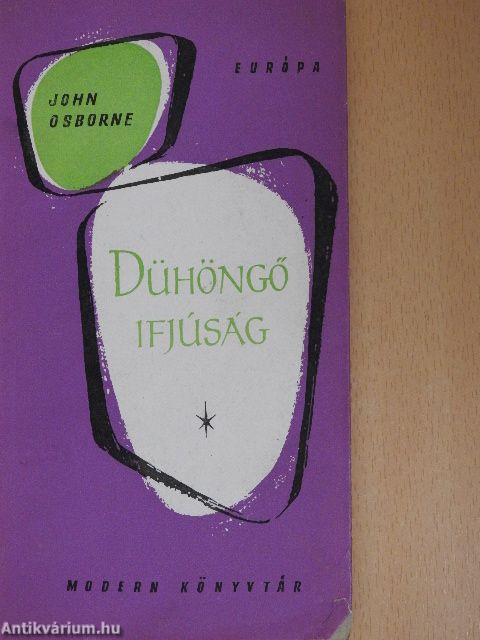 EURÓPA
JOHN
OSBORNE
DÜHÖNGŐ
IFJÚSÁG
MODERN KÖNYVTÁR
Antikvárium.hu